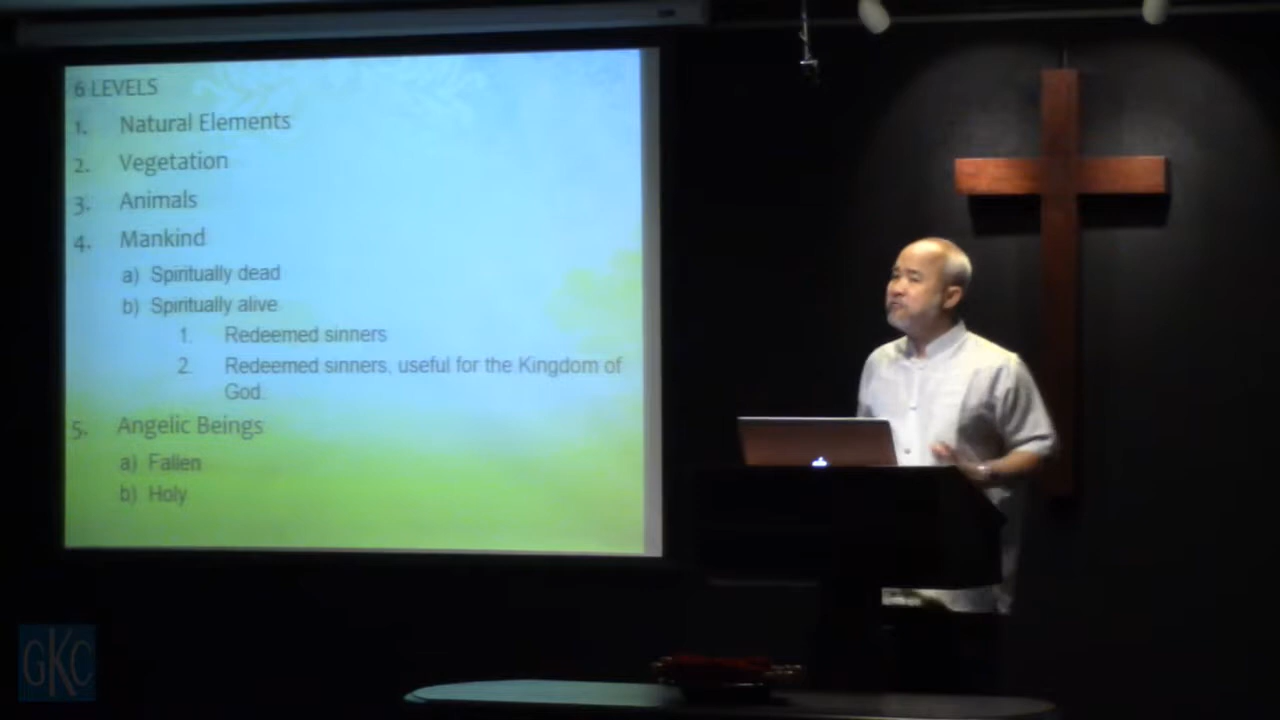 6 LEVELS
1. Natural Elements
2. Vegetation
3. Animals
4. Mankind
a) Spiritually dead
b) Spiritually alive
1. Redeemed sinners
2. Redeemed sinners, useful for the Kingdom of
God.
5. Angelic Beings
a) Fallen
b) Holy
GKC